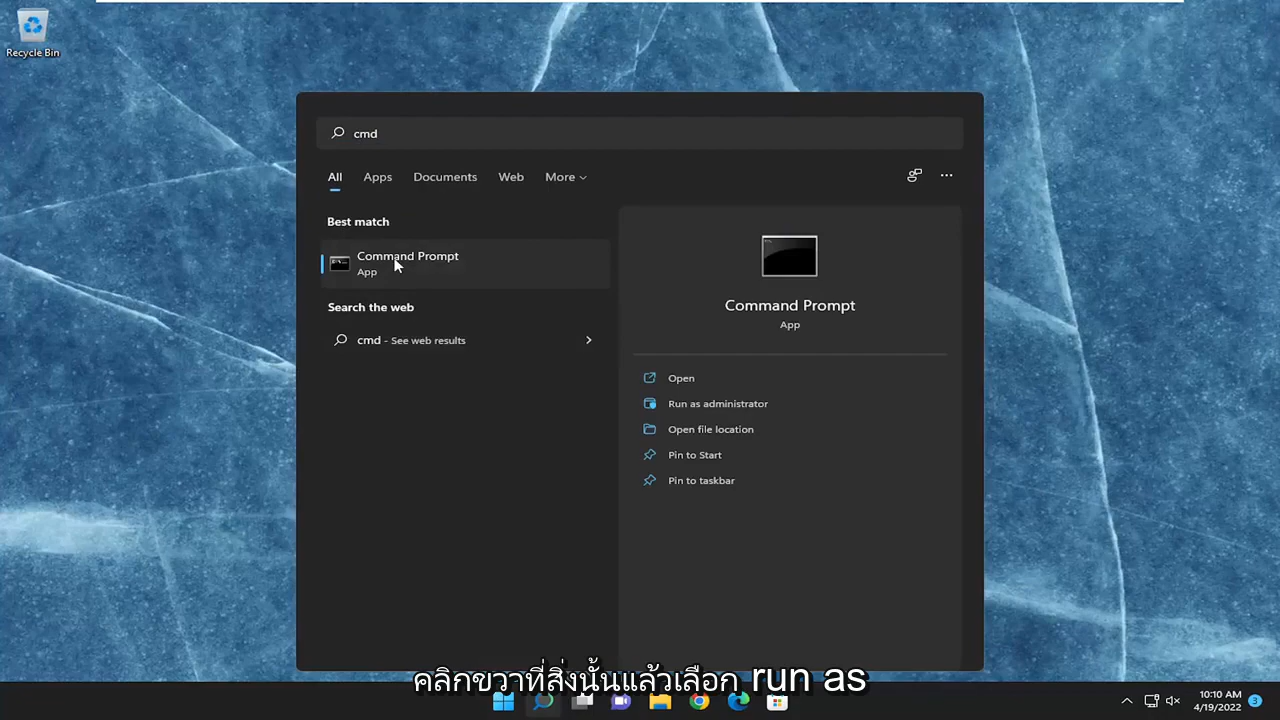 Recycle Bin
cmd
All Apps Documents Web More
Best match
Command Prompt
App
Search the web
cmd - See web results
Command Prompt
App
Open
Run as administrator
Open file location
Pin to Start
Pin to taskbar
คลิกขวาที่สิ่งนั้นแล้วเลือก run as
10:10 AM
4/19/2022
3